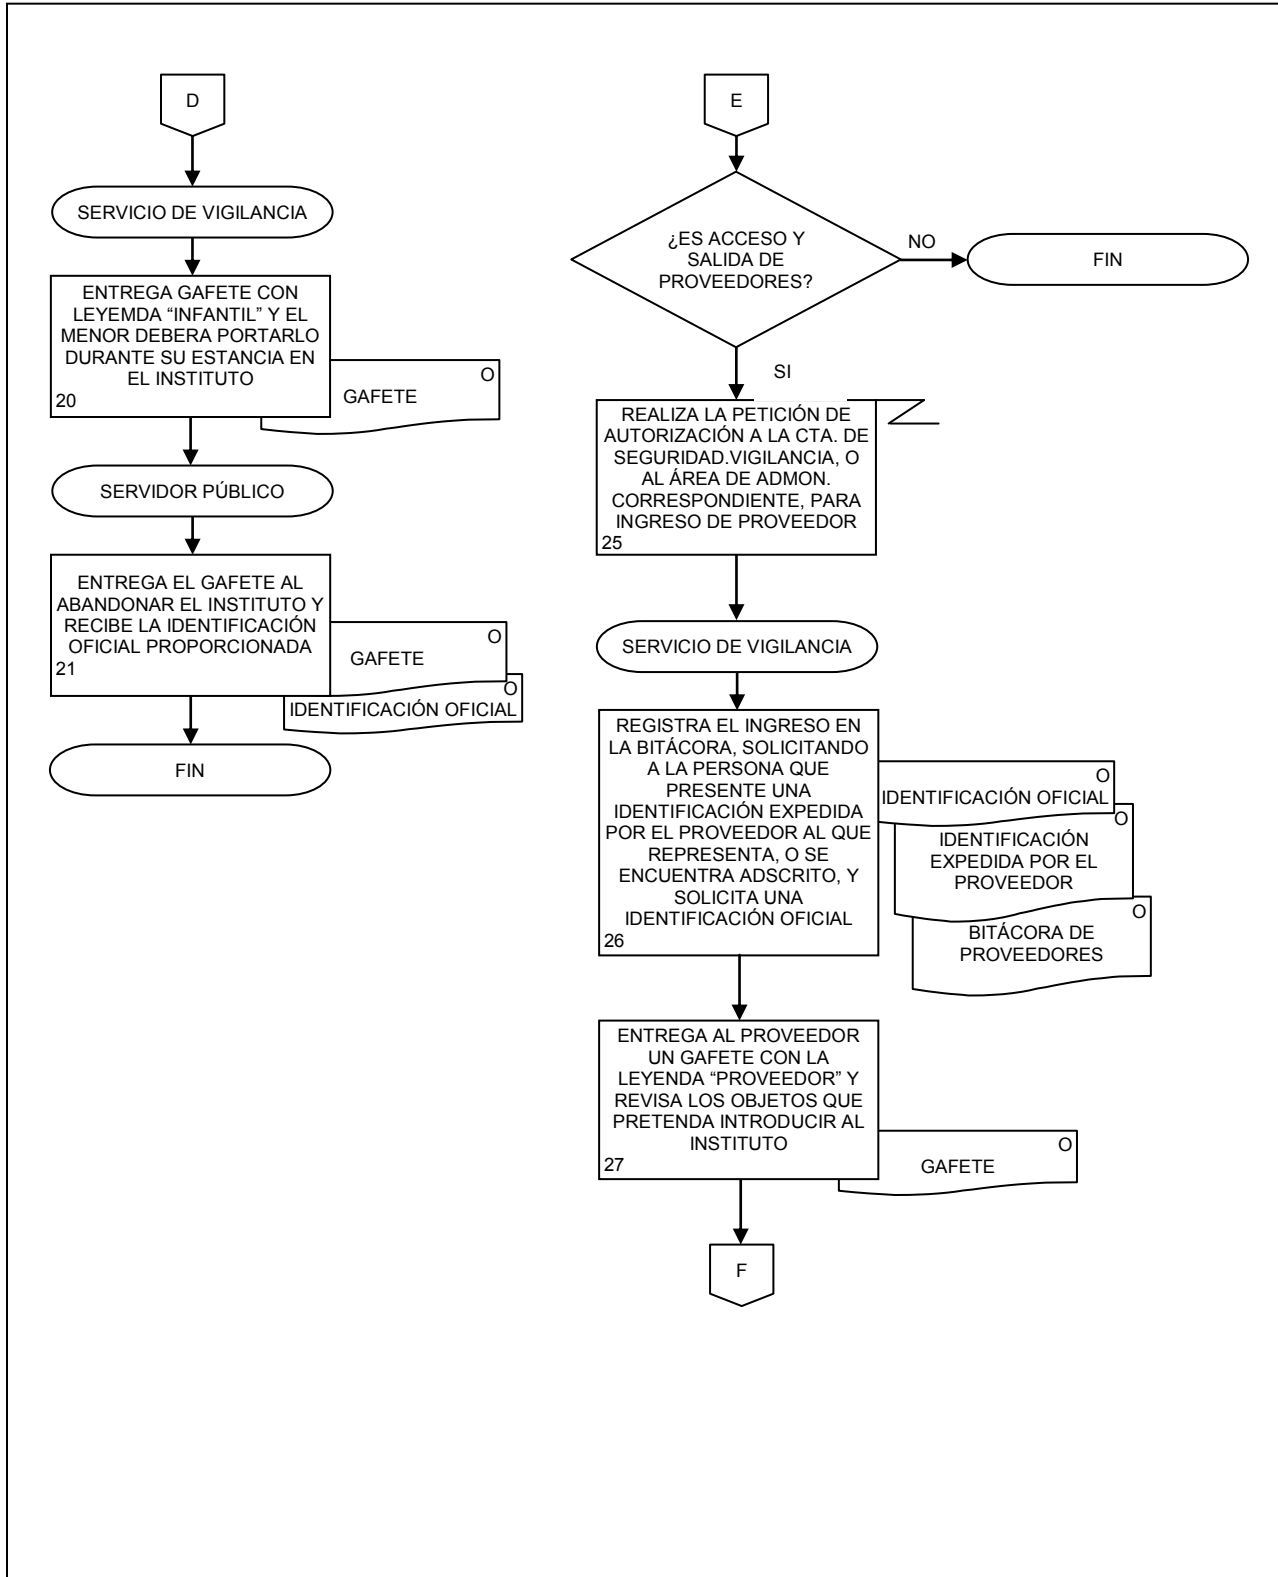 D
SERVICIO DE VIGILANCIA
ENTREGA GAFETE CON
LEYEMDA “INFANTIL” Y EL
MENOR DEBERA PORTARLO
DURANTE SU ESTANCIA EN
EL INSTITUTO
20
O
GAFETE
SERVIDOR PÚBLICO
ENTREGA EL GAFETE AL
ABANDONAR EL INSTITUTO Y
RECIBE LA IDENTIFICACIÓN
OFICIAL PROPORCIONADA
21
O
GAFETE
O
IDENTIFICACIÓN OFICIAL
FIN
E
¿ES ACCESO Y
SALIDA DE
PROVEEDORES?
NO
FIN
SI
REALIZA LA PETICIÓN DE
AUTORIZACIÓN A LA CTA. DE
SEGURIDAD.VIGILANCIA, O
AL ÁREA DE ADMON.
CORRESPONDIENTE, PARA
INGRESO DE PROVEEDOR
25
SERVICIO DE VIGILANCIA
REGISTRA EL INGRESO EN
LA BITÁCORA, SOLICITANDO
A LA PERSONA QUE
PRESENTE UNA
IDENTIFICACIÓN EXPEDIDA
POR EL PROVEEDOR AL QUE
REPRESENTA, O SE
ENCUENTRA ADSCRITO, Y
SOLICITA UNA
IDENTIFICACIÓN OFICIAL
26
O
IDENTIFICACIÓN OFICIAL
O
IDENTIFICACIÓN
EXPEDIDA POR EL
PROVEEDOR
O
BITÁCORA DE
PROVEEDORES
ENTREGA AL PROVEEDOR
UN GAFETE CON LA
LEYENDA “PROVEEDOR” Y
REVISA LOS OBJETOS QUE
PRETENDA INTRODUCIR AL
INSTITUTO
27
O
GAFETE
F